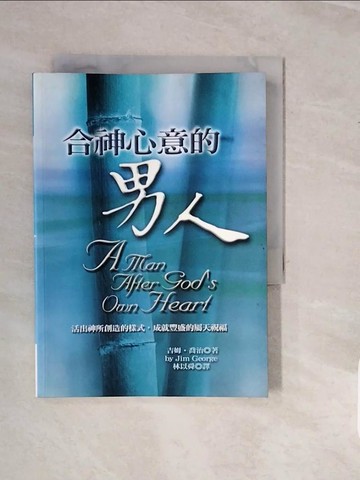 合神心意的
男人
A Man
After God's
Own Heart
活出神所創造的樣式，成就豐盛的屬天祝福
吉姆·喬治◎著
by Jim George
林以舜◎譯